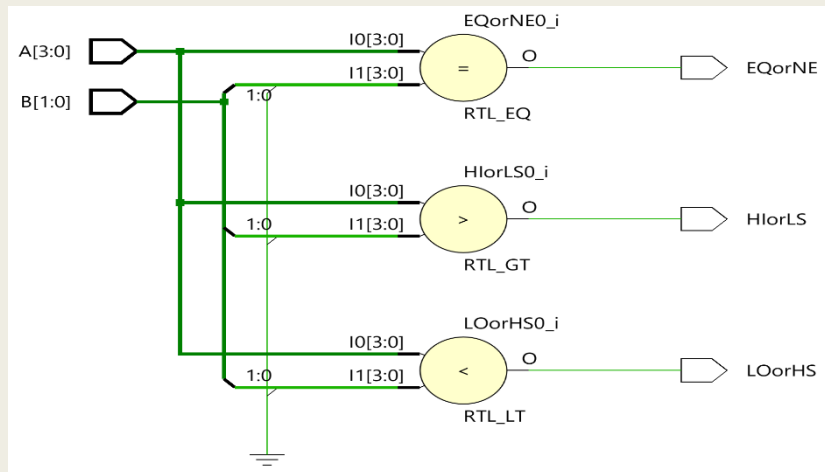 EQorNE0_i
A[3:0]
I0[3:0]
O
=
EQorNE
I1[3:0]
B[1:0]
1:0
RTL_EQ
HIorLS0_i
I0[3:0]
O
1:0
I1[3:0]
>
HIorLS
RTL_GT
LOorHS0_i
I0[3:0]
O
1:0
I1[3:0]
<
LOorHS
RTL_LT